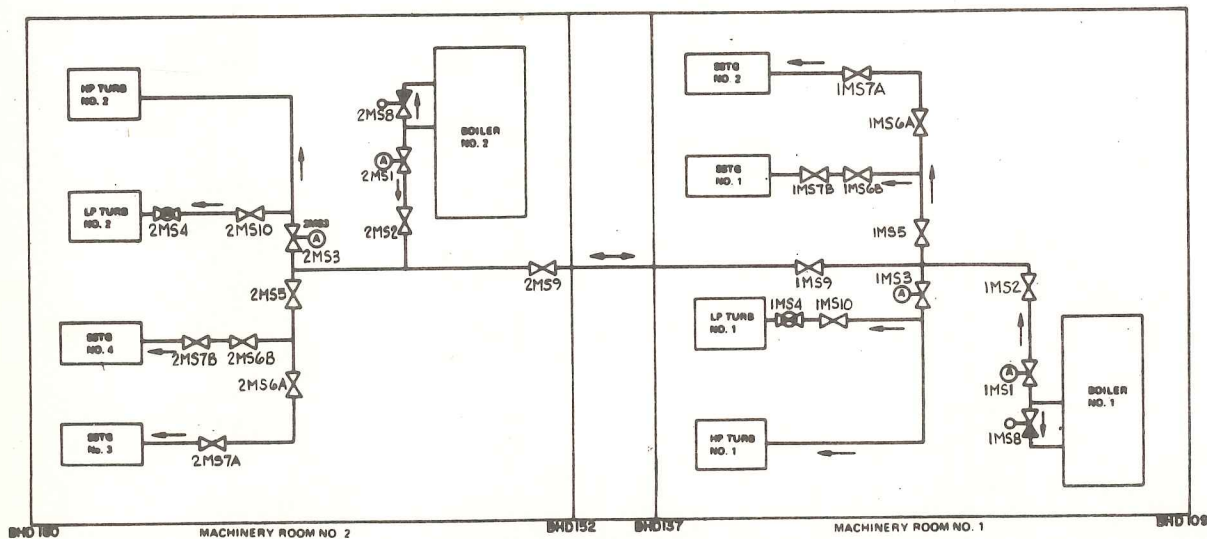 HP TURB
NO. 2
2MS8
BOILER
NO. 2
A
2MS1
LP TURB
NO. 2
2MS4
2MS10
2MS3
A
2MS3
2MS2
2MS9
2MS5
SSTG
NO. 4
2MS7B
2MS6B
2MS6A
SSTG
No. 3
2MS7A
SSTG
NO. 2
1MS7A
1MS6A
SSTG
NO. 1
1MS7B
1MS6B
1MS5
1MS9
1MS3
A
1MS2
LP TURB
NO. 1
1MS4
1MS10
A
1MS1
BOILER
NO. 1
1MS8
HP TURB
NO. 1
BHD 180
MACHINERY ROOM NO 2
BHD152
BHD137
MACHINERY ROOM NO. 1
BHD 109